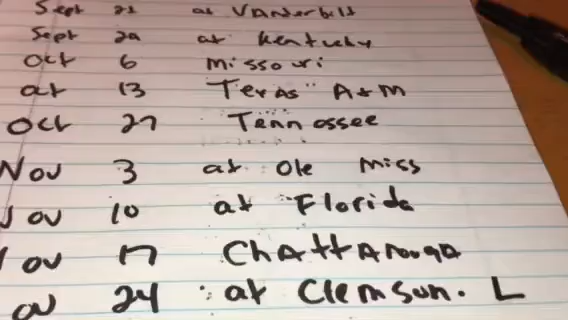 Sept 22 at Vanderbilt
Sept 29 at Kentucky
Oct 6 Missouri
Oct 13 Texas A+M
Oct 27 Tennessee
Nov 3 at Ole Miss
Nov 10 at Florida
Nov 17 Chattanooga
Nov 24 at Clemson. L